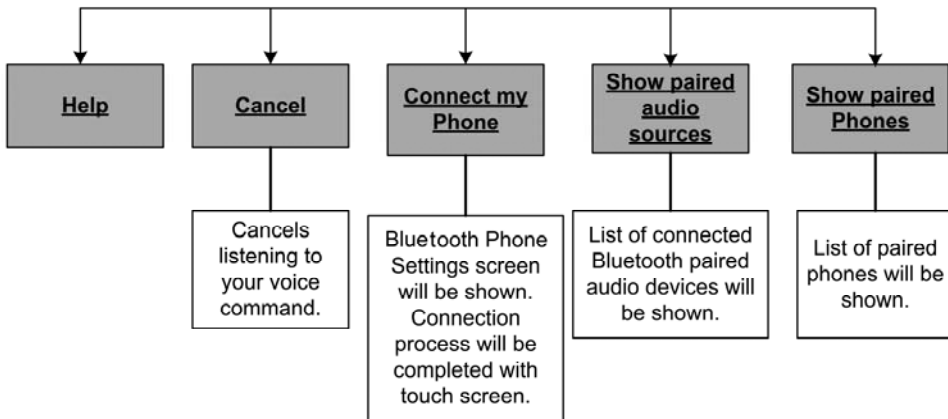 Help
Cancel
Connect my
Phone
Show paired
audio
sources
Show paired
Phones
Cancels
listening to
your voice
command.
Bluetooth Phone
Settings screen
will be shown.
Connection
process will be
completed with
touch screen.
List of connected
Bluetooth paired
audio devices will
be shown.
List of paired
phones will be
shown.